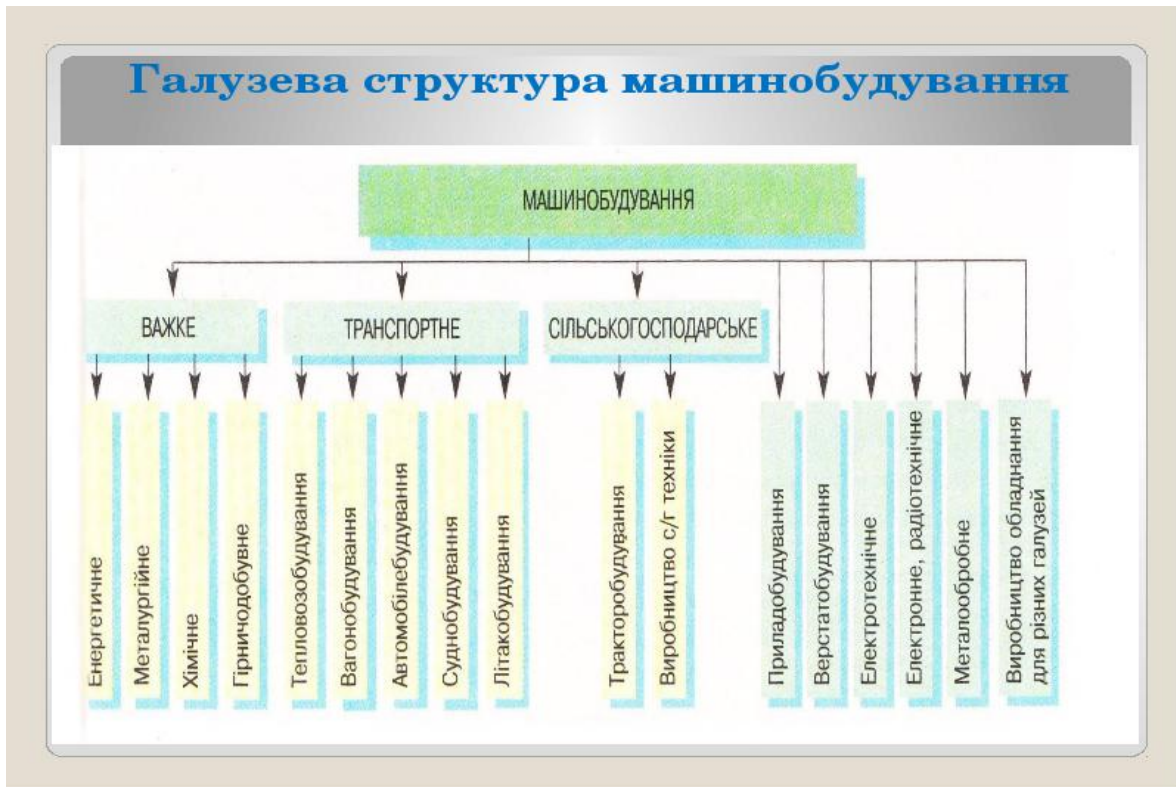 Галузева структура машинобудування
МАШИНОБУДУВАННЯ
ВАЖКЕ
ТРАНСПОРТНЕ
СІЛЬСЬКОГОСПОДАРСЬКЕ
Енергетичне
Металургійне
Хімічне
Гірничодобувне
Тепловозобудування
Вагонобудування
Автомобілебудування
Суднобудування
Літакобудування
Тракторобудування
Виробництво с/г техніки
Приладобудування
Верстатобудування
Електротехнічне
Електронне, радіотехнічне
Металообробне
Виробництво обладнання
для різних галузей